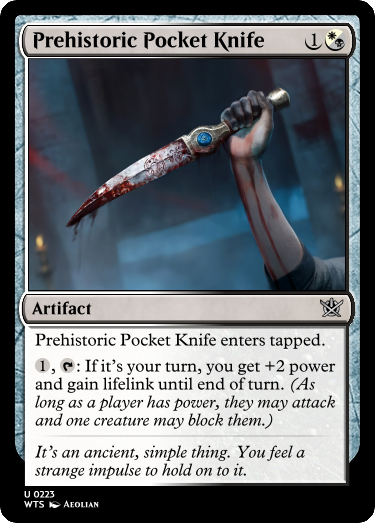 Prehistoric Pocket Knife 1
Artifact
Prehistoric Pocket Knife enters tapped.
1, : If it's your turn, you get +2 power
and gain lifelink until end of turn. (As
long as a player has power, they may attack
and one creature may block them.)
It's an ancient, simple thing. You feel a
strange impulse to hold on to it.
U 0223
WTS Aeolian